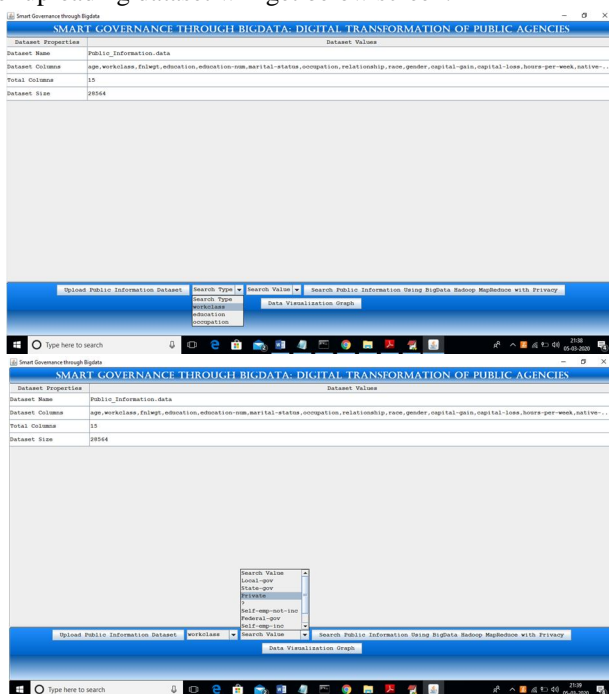 Smart Governance through Bigdata
SMART GOVERNANCE THROUGH BIGDATA: DIGITAL TRANSFORMATION OF PUBLIC AGENCIES
Dataset Properties Dataset Values
Dataset Name Public_Information.data
Dataset Columns age,workclass,fnlwgt,education,education-num,marital-status,occupation,relationship,race,gender,capital-gain,capital-loss,hours-per-week,native-...
Total Columns 15
Dataset Size 28564
Upload Public Information Dataset Search Type Search Value Search Public Information Using BigData Hadoop MapReduce with Privacy
Search Type
workclass
education
occupation
Data Visualization Graph
Type here to search
21:38
05-03-2020
Smart Governance through Bigdata
SMART GOVERNANCE THROUGH BIGDATA: DIGITAL TRANSFORMATION OF PUBLIC AGENCIES
Dataset Properties Dataset Values
Dataset Name Public_Information.data
Dataset Columns age,workclass,fnlwgt,education,education-num,marital-status,occupation,relationship,race,gender,capital-gain,capital-loss,hours-per-week,native-...
Total Columns 15
Dataset Size 28564
Search Value
Local-gov
State-gov
Private
?
Self-emp-not-inc
Federal-gov
Self-emp-inc
Upload Public Information Dataset workclass Search Value Search Public Information Using BigData Hadoop MapReduce with Privacy
Data Visualization Graph
Type here to search
21:39
05-03-2020